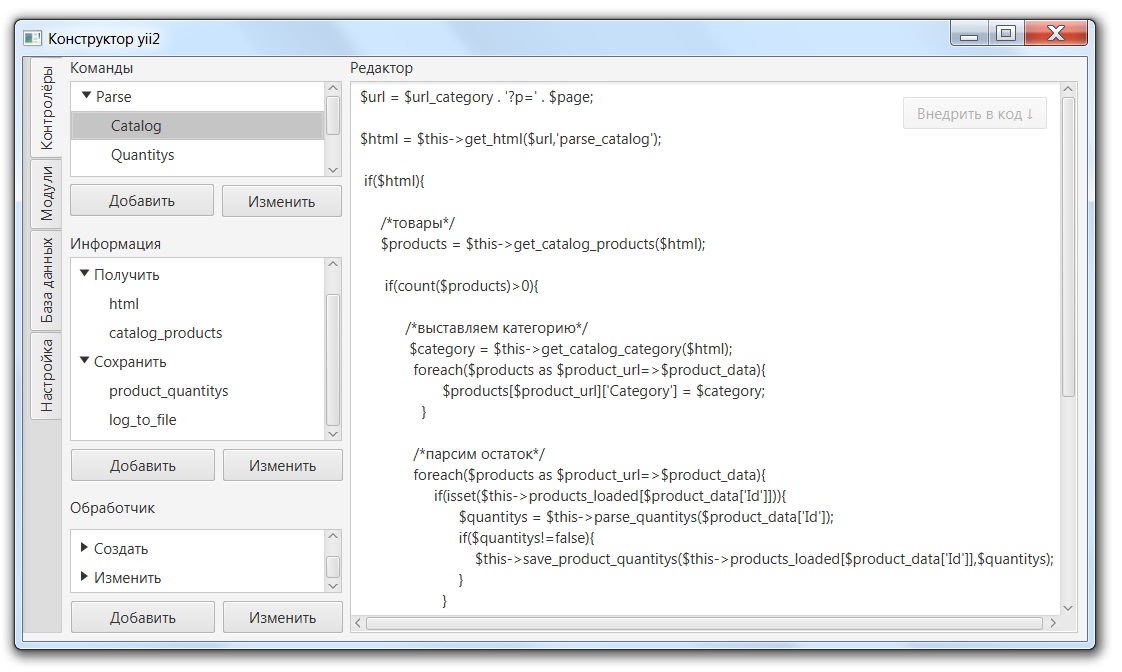 Конструктор yii2
Контролёры
Модули
База данных
Настройка
Команды
Parse
Catalog
Quantitys
Добавить
Изменить
Информация
Получить
html
catalog_products
Сохранить
product_quantitys
log_to_file
Добавить
Изменить
Обработчик
Создать
Изменить
Добавить
Изменить
Редактор
Внедрить в код ↓
$url = $url_category . '?p=' . $page;
$html = $this->get_html($url,'parse_catalog');
if($html){
/*товары*/
$products = $this->get_catalog_products($html);
if(count($products)>0){
/*выставляем категорию*/
$category = $this->get_catalog_category($html);
foreach($products as $product_url=>$product_data){
$products[$product_url]['Category'] = $category;
}
/*парсим остаток*/
foreach($products as $product_url=>$product_data){
if(isset($this->products_loaded[$product_data['Id']])){
$quantitys = $this->parse_quantitys($product_data['Id']);
if($quantitys!=false){
$this->save_product_quantitys($this->products_loaded[$product_data['Id']],$quantitys);
}
}